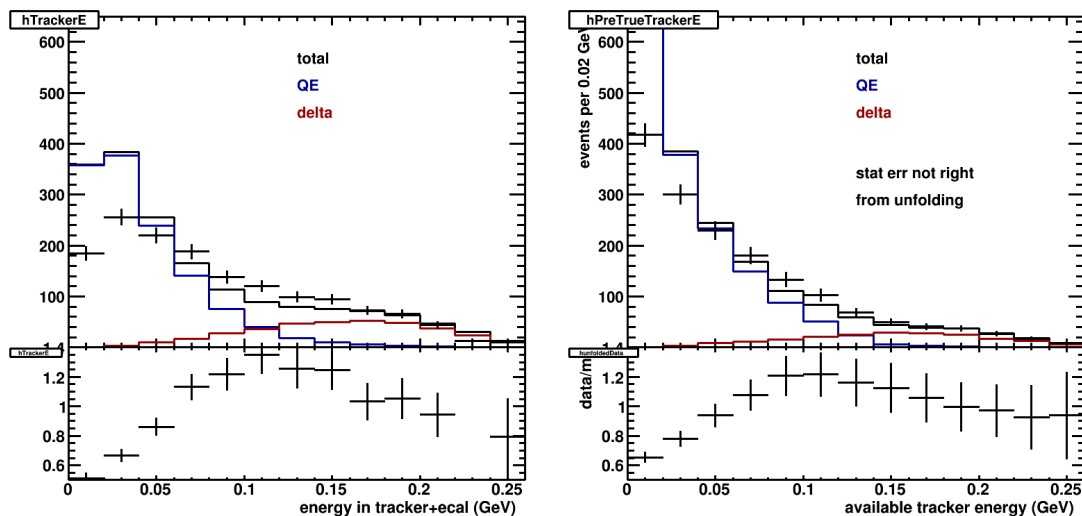 hTrackerE
600
500
400
300
200
100
total
QE
delta
hTrackerE
1.2
1
0.8
0.6
0 0.05 0.1 0.15 0.2 0.25
energy in tracker+ecal (GeV)
hPreTrueTrackerE
events per 0.02 GeV
600
500
400
300
200
100
total
QE
delta
stat err not right
from unfolding
hunfoldedData
data/m
1.2
1
0.8
0.6
0 0.05 0.1 0.15 0.2 0.25
available tracker energy (GeV)